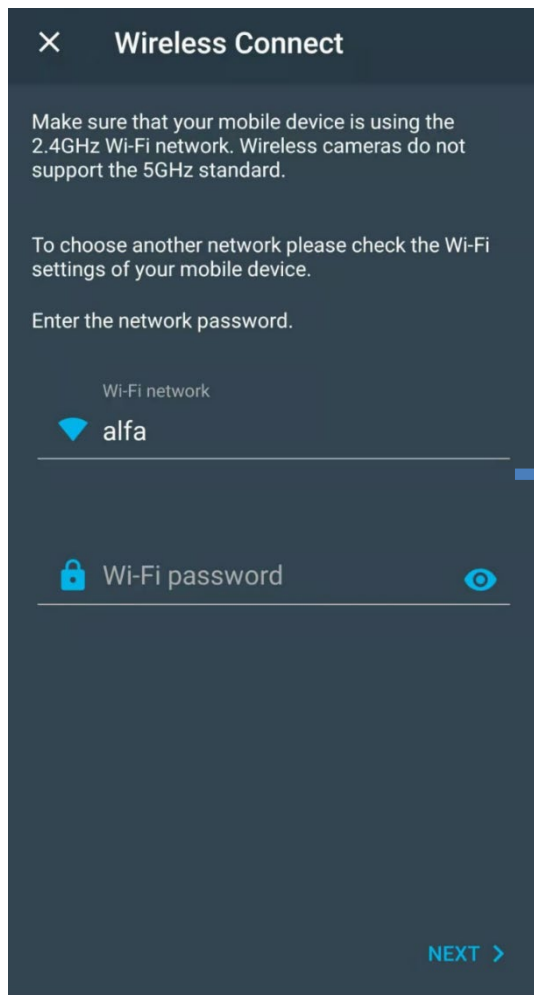 Wireless Connect
Make sure that your mobile device is using the
2.4GHz Wi-Fi network. Wireless cameras do not
support the 5GHz standard.
To choose another network please check the Wi-Fi
settings of your mobile device.
Enter the network password.
Wi-Fi network
alfa
Wi-Fi password
NEXT